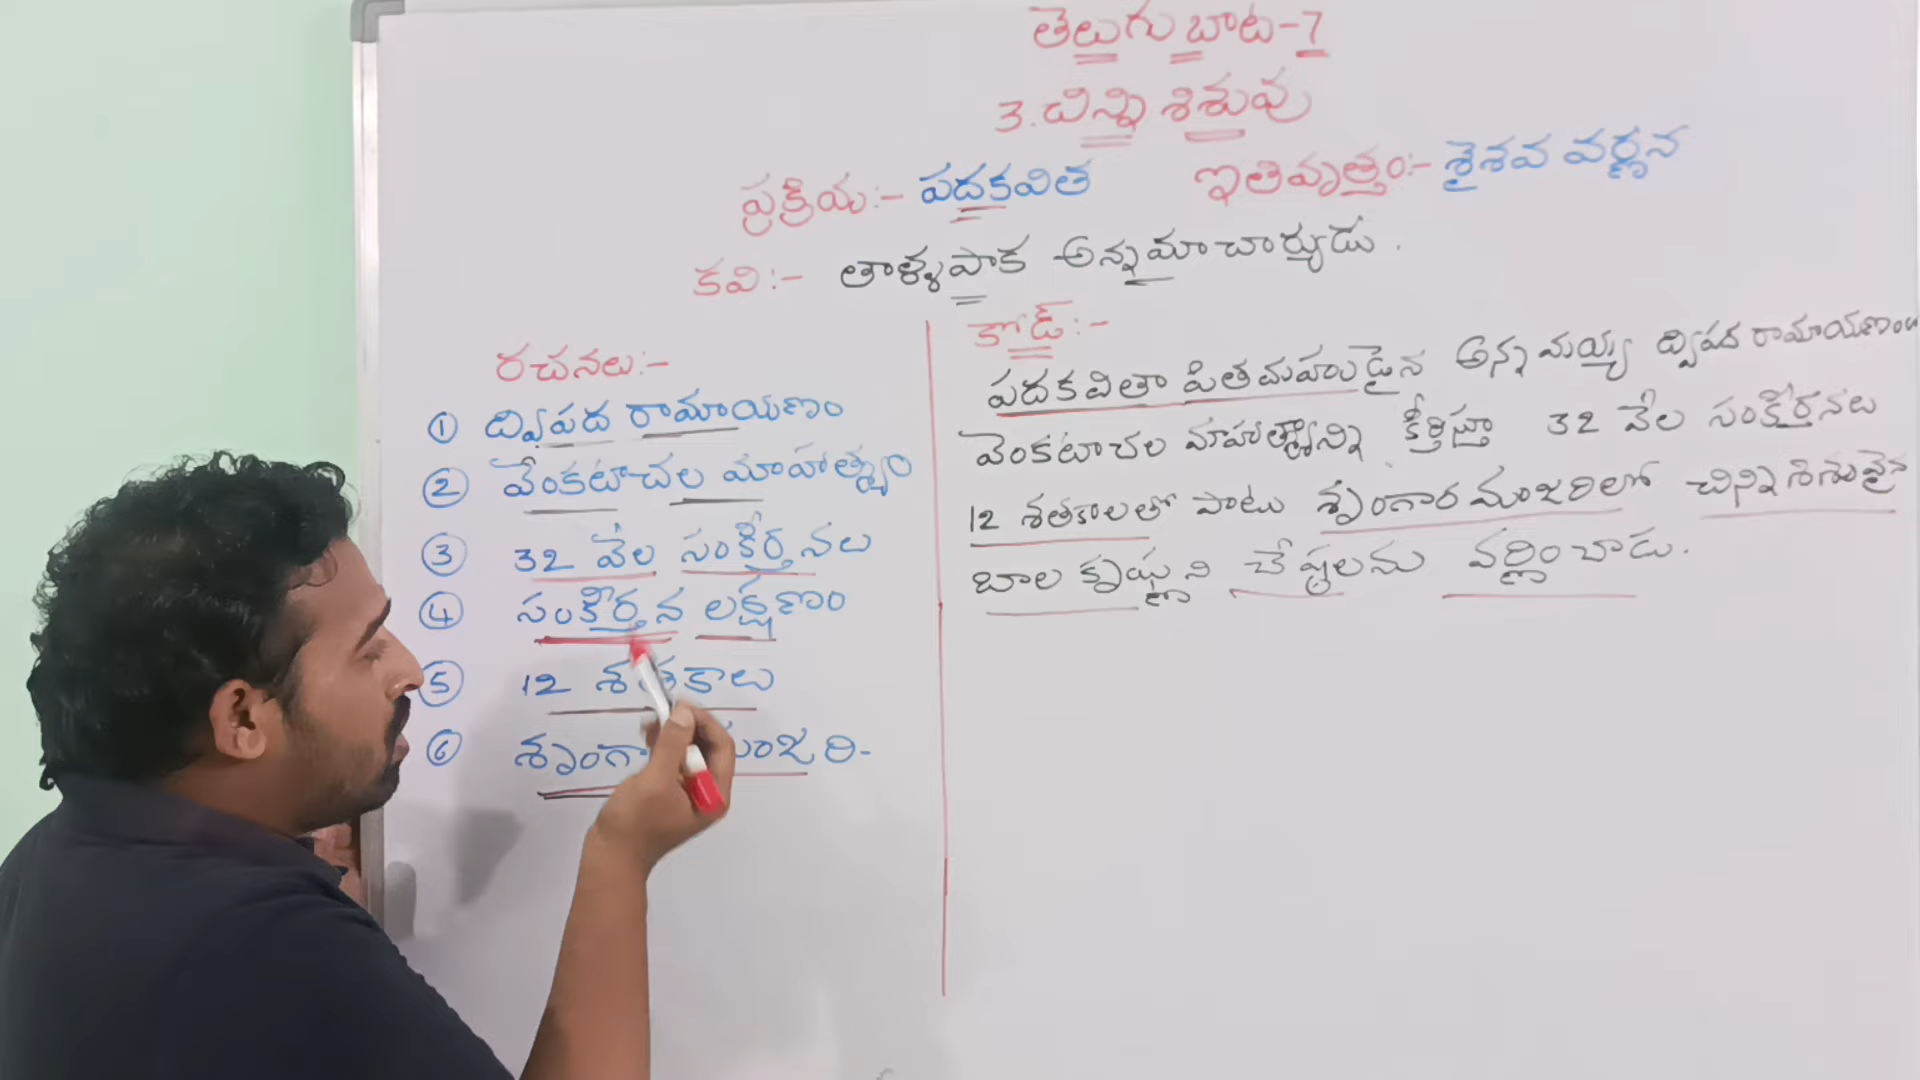 తెలుగు బాట-7
3. చిన్ని శిశువు
ప్రక్రియ:- పదకవిత ఇతివృత్తం:- శైశవ వర్ణన
కవి:- తాళ్ళపాక అన్నమాచార్యుడు.
రచనలు:-
① ద్విపద రామాయణం
② వేంకటాచల మాహాత్మ్యం
③ 32 వేల సంకీర్తనలు
④ సంకీర్తన లక్షణం
⑤ 12 శతకాలు
⑥ శృంగార మంజరి-
కోడ్:-
పదకవితా పితామహుడైన అన్నమయ్య ద్విపద రామాయణంలో
వెంకటాచల మాహాత్మ్యాన్ని కీర్తిస్తూ 32 వేల సంకీర్తనలు
12 శతకాలతో పాటు శృంగార మంజరిలో చిన్ని శిశువైన
బాల కృష్ణుని చేష్టలను వర్ణించాడు.